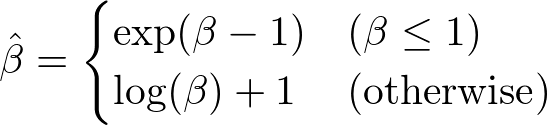 β̂ = { exp(β − 1) (β ≤ 1)
log(β) + 1 (otherwise)